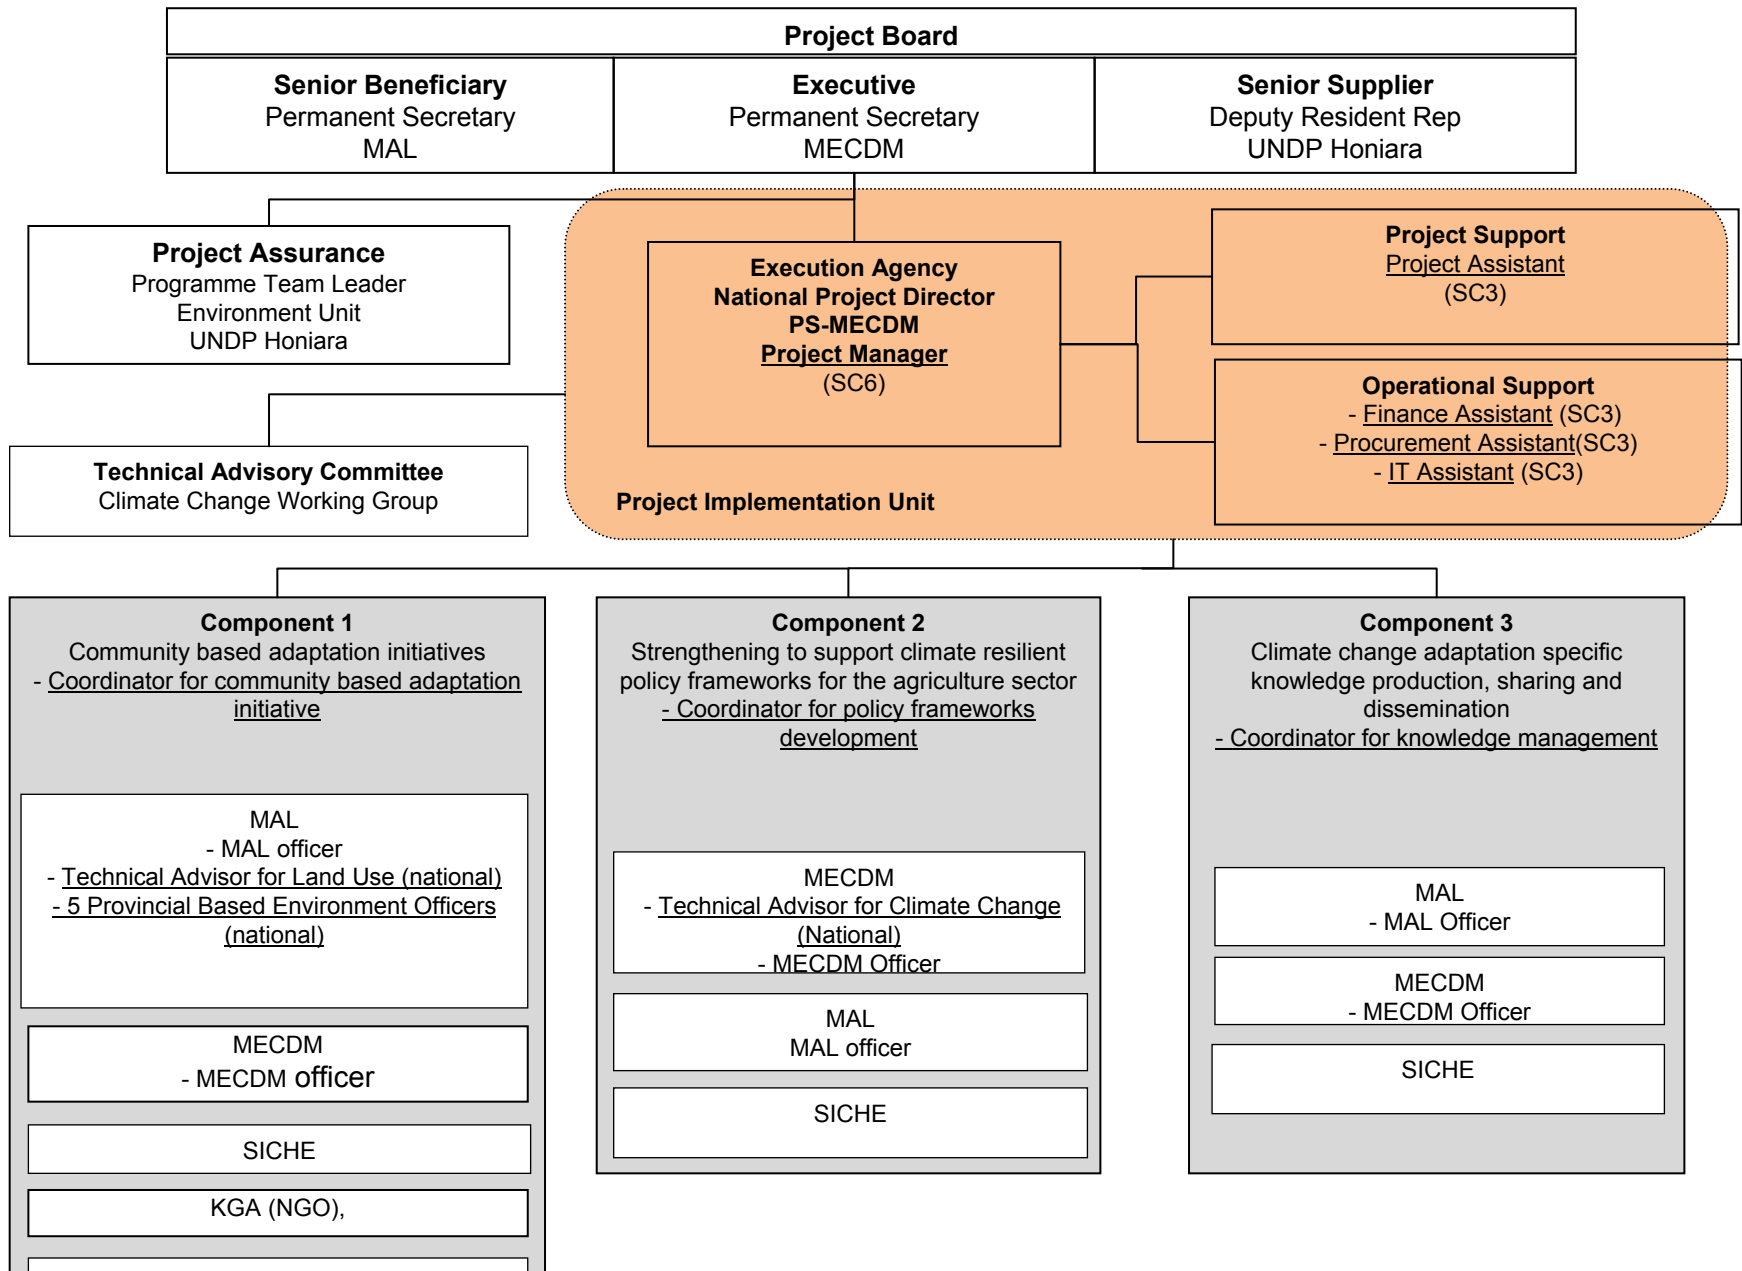 Project Board
Senior Beneficiary
Permanent Secretary
MAL
Executive
Permanent Secretary
MECDM
Senior Supplier
Deputy Resident Rep
UNDP Honiara
Project Assurance
Programme Team Leader
Environment Unit
UNDP Honiara
Execution Agency
National Project Director
PS-MECDM
Project Manager
(SC6)
Project Support
Project Assistant
(SC3)
Operational Support
- Finance Assistant (SC3)
- Procurement Assistant(SC3)
- IT Assistant (SC3)
Technical Advisory Committee
Climate Change Working Group
Project Implementation Unit
Component 1
Community based adaptation initiatives
- Coordinator for community based adaptation
initiative
MAL
- MAL officer
- Technical Advisor for Land Use (national)
- 5 Provincial Based Environment Officers
(national)
MECDM
- MECDM officer
SICHE
KGA (NGO),
Component 2
Strengthening to support climate resilient
policy frameworks for the agriculture sector
- Coordinator for policy frameworks
development
MECDM
- Technical Advisor for Climate Change
(National)
- MECDM Officer
MAL
MAL officer
SICHE
Component 3
Climate change adaptation specific
knowledge production, sharing and
dissemination
- Coordinator for knowledge management
MAL
- MAL Officer
MECDM
- MECDM Officer
SICHE